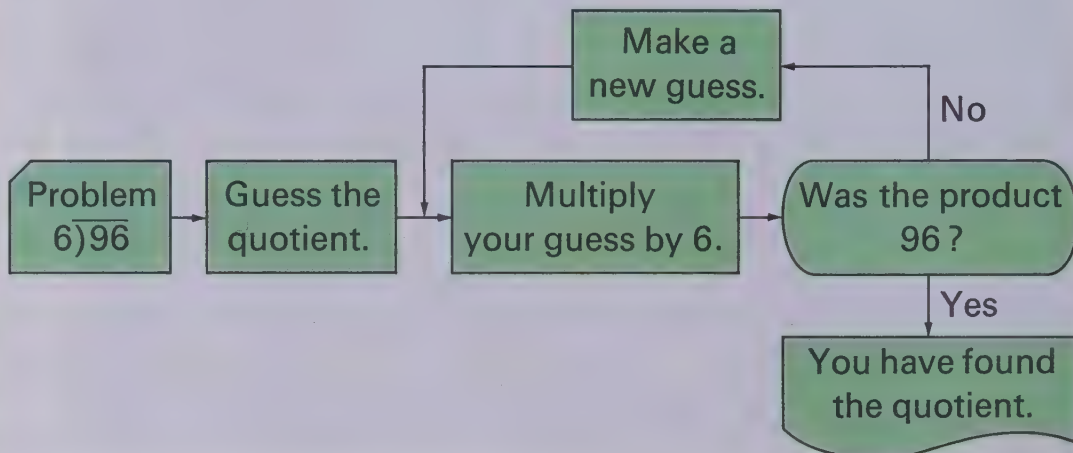 Make a
new guess.
No
Problem
6)96
Guess the
quotient.
Multiply
your guess by 6.
Was the product
96?
Yes
You have found
the quotient.